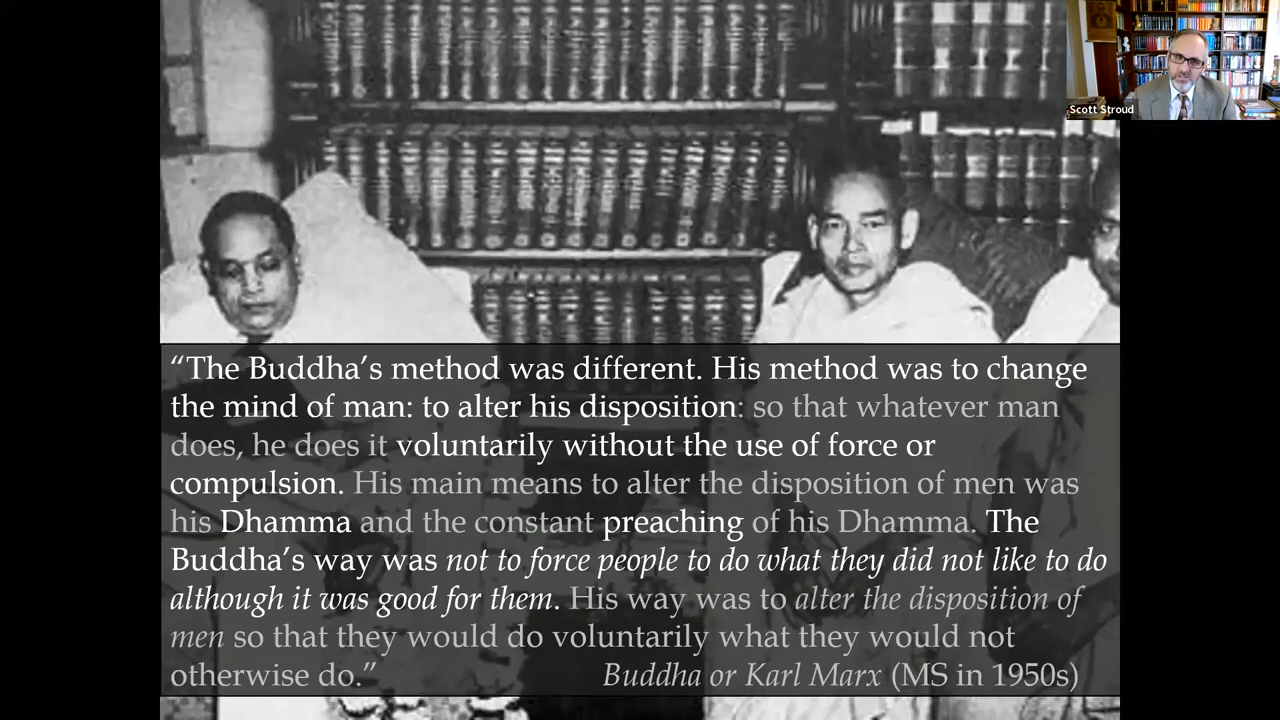 Scott Stroud
“The Buddha’s method was different. His method was to change
the mind of man: to alter his disposition: so that whatever man
does, he does it voluntarily without the use of force or
compulsion. His main means to alter the disposition of men was
his Dhamma and the constant preaching of his Dhamma. The
Buddha’s way was not to force people to do what they did not like to do
although it was good for them. His way was to alter the disposition of
men so that they would do voluntarily what they would not
otherwise do.” Buddha or Karl Marx (MS in 1950s)